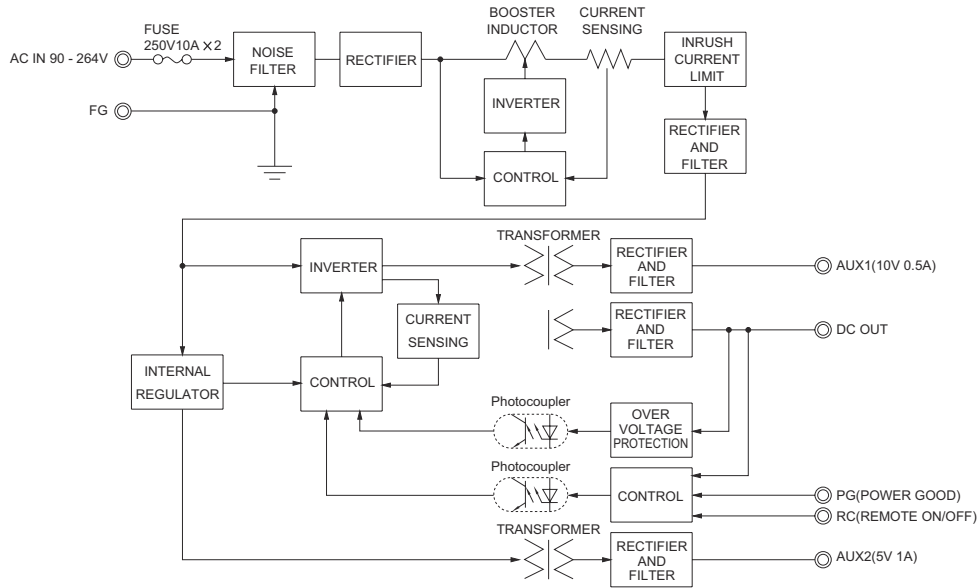 BOOSTER
INDUCTOR
CURRENT
SENSING
FUSE
250V10A ×2
AC IN 90 - 264V
NOISE
FILTER
RECTIFIER
INRUSH
CURRENT
LIMIT
INVERTER
FG
RECTIFIER
AND
FILTER
CONTROL
TRANSFORMER
INVERTER
RECTIFIER
AND
FILTER
AUX1(10V 0.5A)
CURRENT
SENSING
RECTIFIER
AND
FILTER
DC OUT
INTERNAL
REGULATOR
CONTROL
Photocoupler
OVER
VOLTAGE
PROTECTION
Photocoupler
CONTROL
PG(POWER GOOD)
RC(REMOTE ON/OFF)
TRANSFORMER
RECTIFIER
AND
FILTER
AUX2(5V 1A)